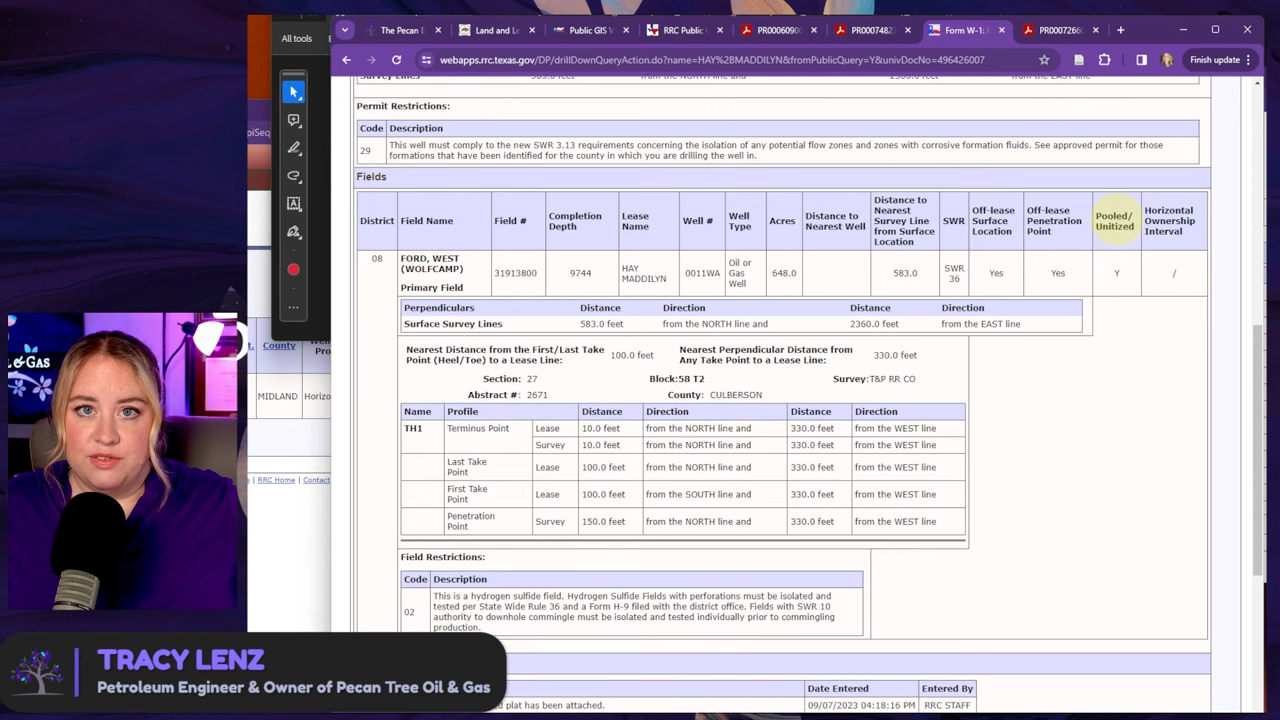 All tools
The Pecan E
Land and Le
Public GIS V
RRC Public
PR0006090
PR0007482
Form W-1:
PR0007266
webapps.rrc.texas.gov/DP/drillDownQueryAction.do?name=HAY%2BMADDILYN&fromPublicQuery=Y&univDocNo=496426007
Finish update
Survey Lines 583.0 feet from the NORTH line and 2360.0 feet from the EAST line
Permit Restrictions:
Code Description
29 This well must comply to the new SWR 3.13 requirements concerning the isolation of any potential flow zones and zones with corrosive formation fluids. See approved permit for those
formations that have been identified for the county in which you are drilling the well in.
Fields
District Field Name Field # Completion Depth Lease Name Well # Well Type Acres Distance to Nearest Well Distance to Nearest Survey Line from Surface Location SWR Off-lease Surface Location Off-lease Penetration Point Pooled/ Unitized Horizontal Ownership Interval
08 FORD, WEST (WOLFCAMP) Primary Field 31913800 9744 HAY MADDILYN 0011WA Oil or Gas Well 648.0 583.0 SWR 36 Yes Yes Y /
Perpendiculars Distance Direction Distance Direction
Surface Survey Lines 583.0 feet from the NORTH line and 2360.0 feet from the EAST line
Nearest Distance from the First/Last Take Point (Heel/Toe) to a Lease Line: 100.0 feet Nearest Perpendicular Distance from Any Take Point to a Lease Line: 330.0 feet
Section: 27 Block:58 T2 Survey:T&P RR CO
Abstract #: 2671 County: CULBERSON
Name Profile Distance Direction Distance Direction
TH1 Terminus Point Lease 10.0 feet from the NORTH line and 330.0 feet from the WEST line
Survey 10.0 feet from the NORTH line and 330.0 feet from the WEST line
Last Take Point Lease 100.0 feet from the NORTH line and 330.0 feet from the WEST line
First Take Point Lease 100.0 feet from the SOUTH line and 330.0 feet from the WEST line
Penetration Point Survey 150.0 feet from the NORTH line and 330.0 feet from the WEST line
Field Restrictions:
Code Description
02 This is a hydrogen sulfide field. Hydrogen Sulfide Fields with perforations must be isolated and
tested per State Wide Rule 36 and a Form H-9 filed with the district office. Fields with SWR 10
authority to downhole commingle must be isolated and tested individually prior to commingling
production.
Date Entered Entered By
d plat has been attached. 09/07/2023 04:18:16 PM RRC STAFF
County
MIDLAND Horizo
RRC Home | Contact
& GAS
TRACY LENZ
Petroleum Engineer & Owner of Pecan Tree Oil & Gas